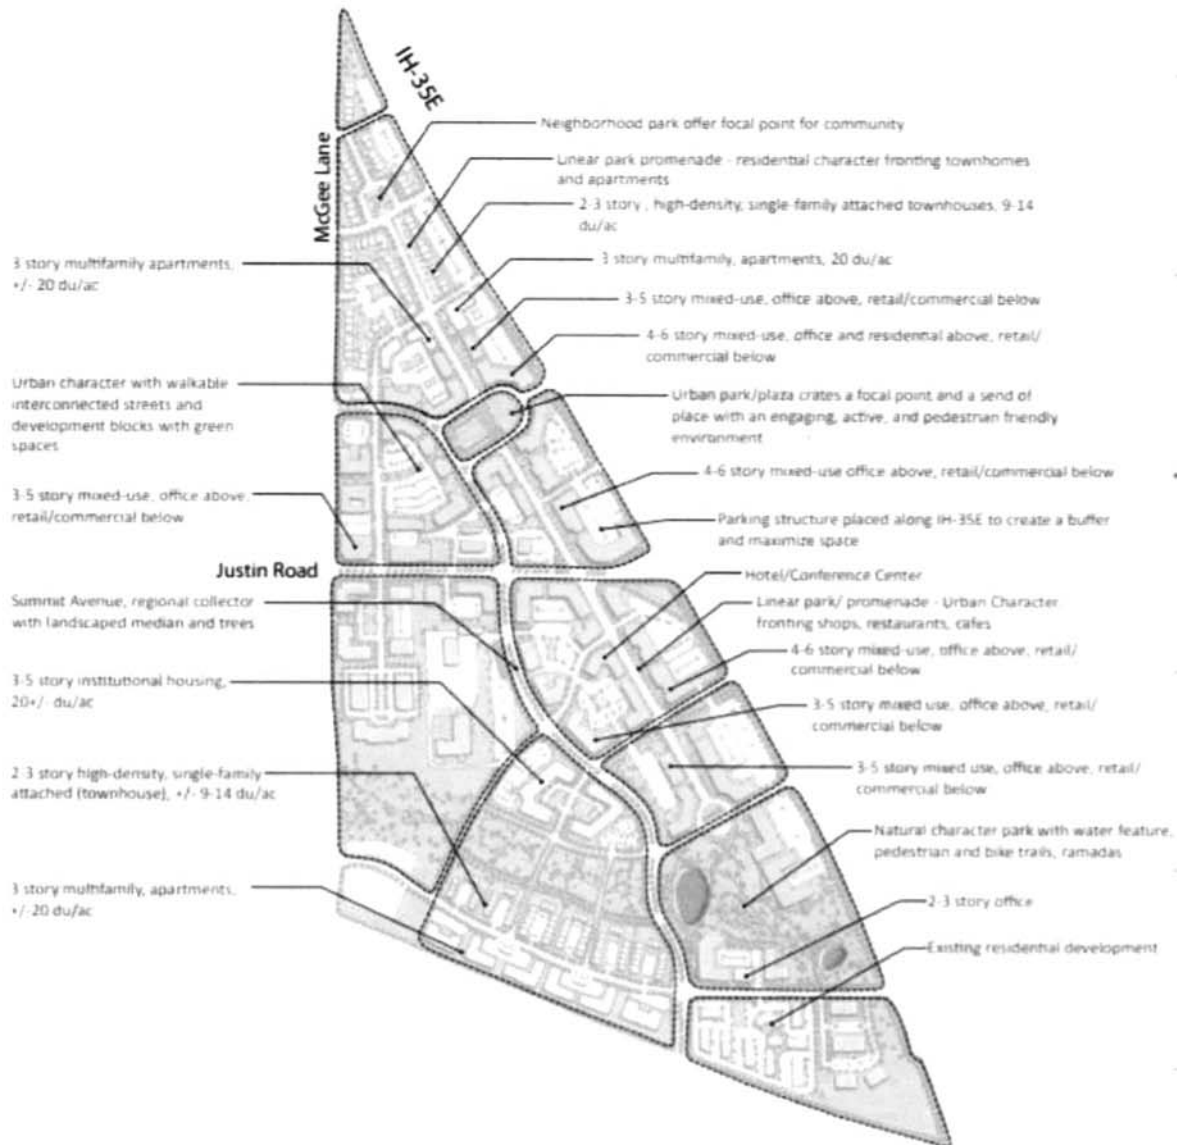 IH-35E
McGee Lane
Neighborhood park offer focal point for community
Linear park promenade - residential character fronting townhomes
and apartments
2-3 story , high-density, single-family attached townhouses, 9-14
du/ac
3 story multifamily apartments,
+/- 20 du/ac
3 story multifamily, apartments, 20 du/ac
3-5 story mixed-use, office above, retail/commercial below
4-6 story mixed-use, office and residential above, retail/
commercial below
Urban character with walkable
interconnected streets and
development blocks with green
spaces
Urban park/plaza crates a focal point and a send of
place with an engaging, active, and pedestrian friendly
environment
4-6 story mixed-use office above, retail/commercial below
3-5 story mixed-use, office above,
retail/commercial below
Parking structure placed along IH-35E to create a buffer
and maximize space
Justin Road
Hotel/Conference Center
Summit Avenue, regional collector
with landscaped median and trees
Linear park/ promenade - Urban Character
fronting shops, restaurants, cafes
4-6 story mixed-use, office above, retail/
commercial below
3-5 story institutional housing,
20+/- du/ac
3-5 story mixed use, office above, retail/
commercial below
2-3 story high-density, single-family
attached (townhouse), +/- 9-14 du/ac
3-5 story mixed use, office above, retail/
commercial below
Natural character park with water feature,
pedestrian and bike trails, ramadas
3 story multifamily, apartments,
+/-20 du/ac
2-3 story office
Existing residential development